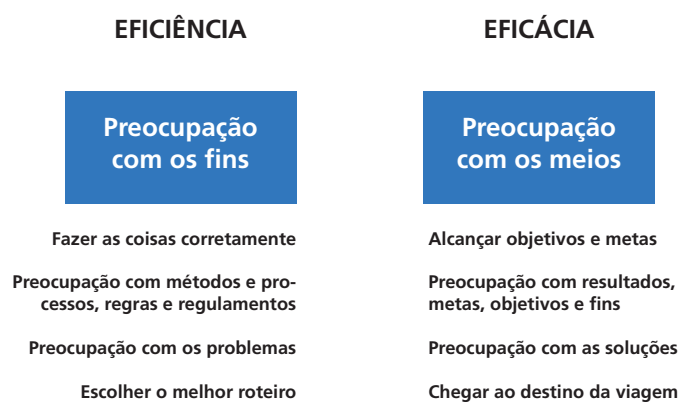 EFICIÊNCIA
EFICÁCIA
Preocupação
com os fins
Preocupação
com os meios
Fazer as coisas corretamente
Alcançar objetivos e metas
Preocupação com métodos e pro-
cessos, regras e regulamentos
Preocupação com resultados,
metas, objetivos e fins
Preocupação com os problemas
Preocupação com as soluções
Escolher o melhor roteiro
Chegar ao destino da viagem